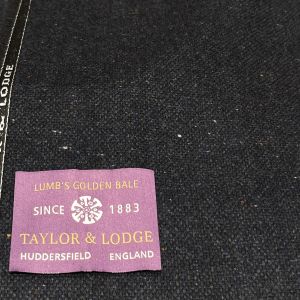 & LODGE
LUMB'S GOLDEN BALE
SINCE 1883
TAYLOR & LODGE
HUDDERSFIELD ENGLAND